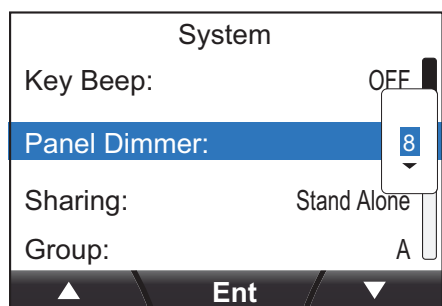 System
Key Beep: OFF
Panel Dimmer: 8
Sharing: Stand Alone
Group: A
Ent